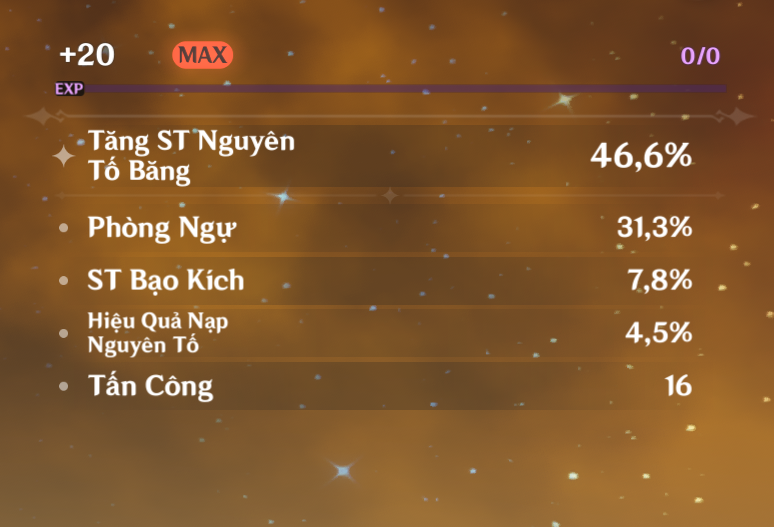 +20 MAX 0/0
EXP
Tăng ST Nguyên
Tố Băng 46,6%
Phòng Ngự 31,3%
ST Bạo Kích 7,8%
Hiệu Quả Nạp
Nguyên Tố 4,5%
Tấn Công 16